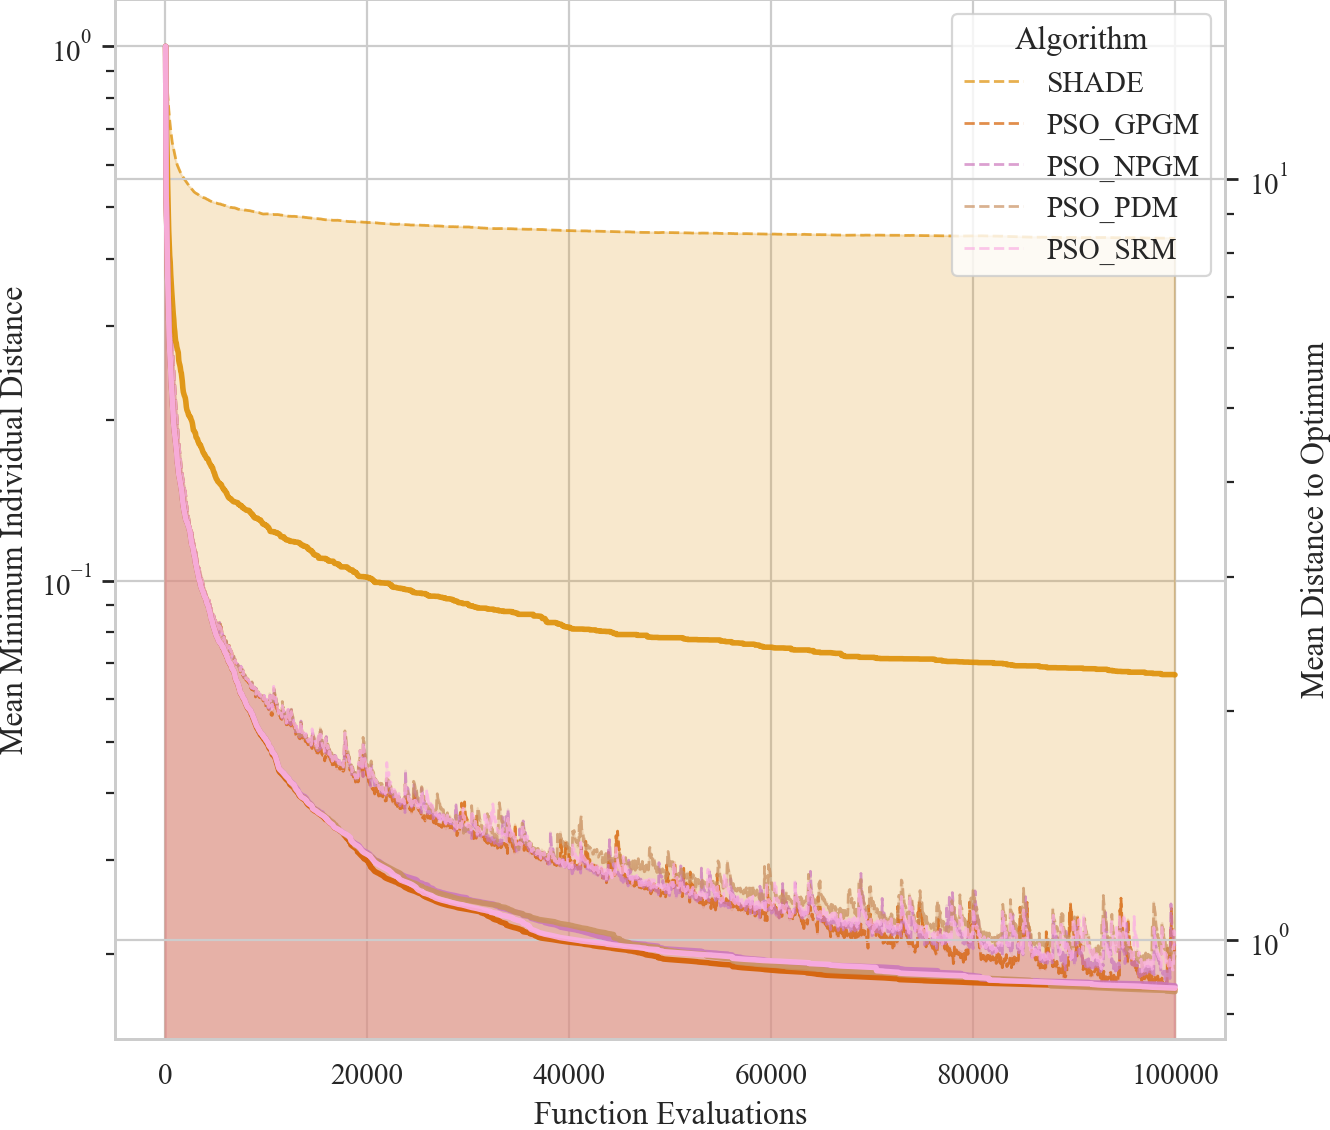 Algorithm
SHADE
PSO_GPGM
PSO_NPGM
PSO_PDM
PSO_SRM
10^0
10^-1
Mean Minimum Individual Distance
10^1
10^0
Mean Distance to Optimum
0 20000 40000 60000 80000 100000
Function Evaluations